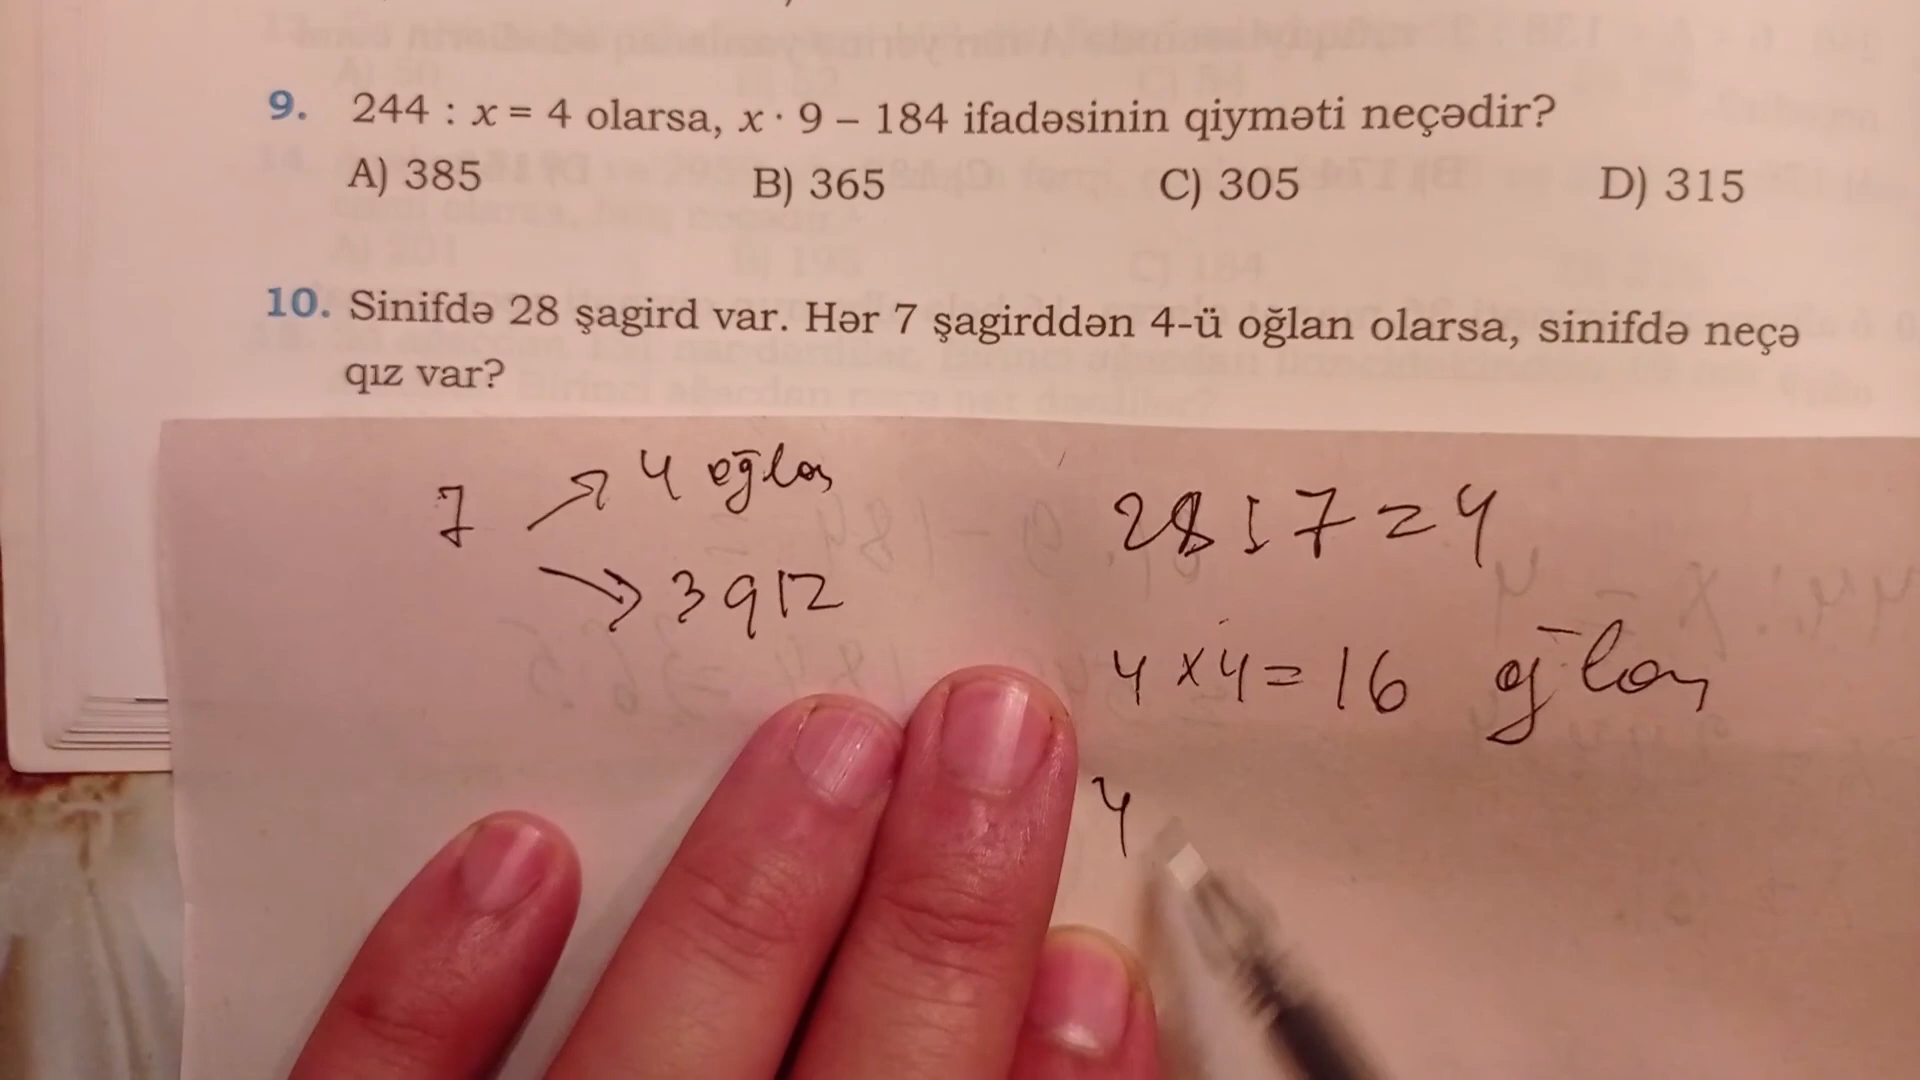 9. 244 : x = 4 olarsa, x · 9 – 184 ifadəsinin qiyməti neçədir?
A) 385 B) 365 C) 305 D) 315
10. Sinifdə 28 şagird var. Hər 7 şagirddən 4-ü oğlan olarsa, sinifdə neçə
qız var?
7 → 4 oğlan
→ 3 qız
28 : 7 = 4
4 x 4 = 16 oğlan
4